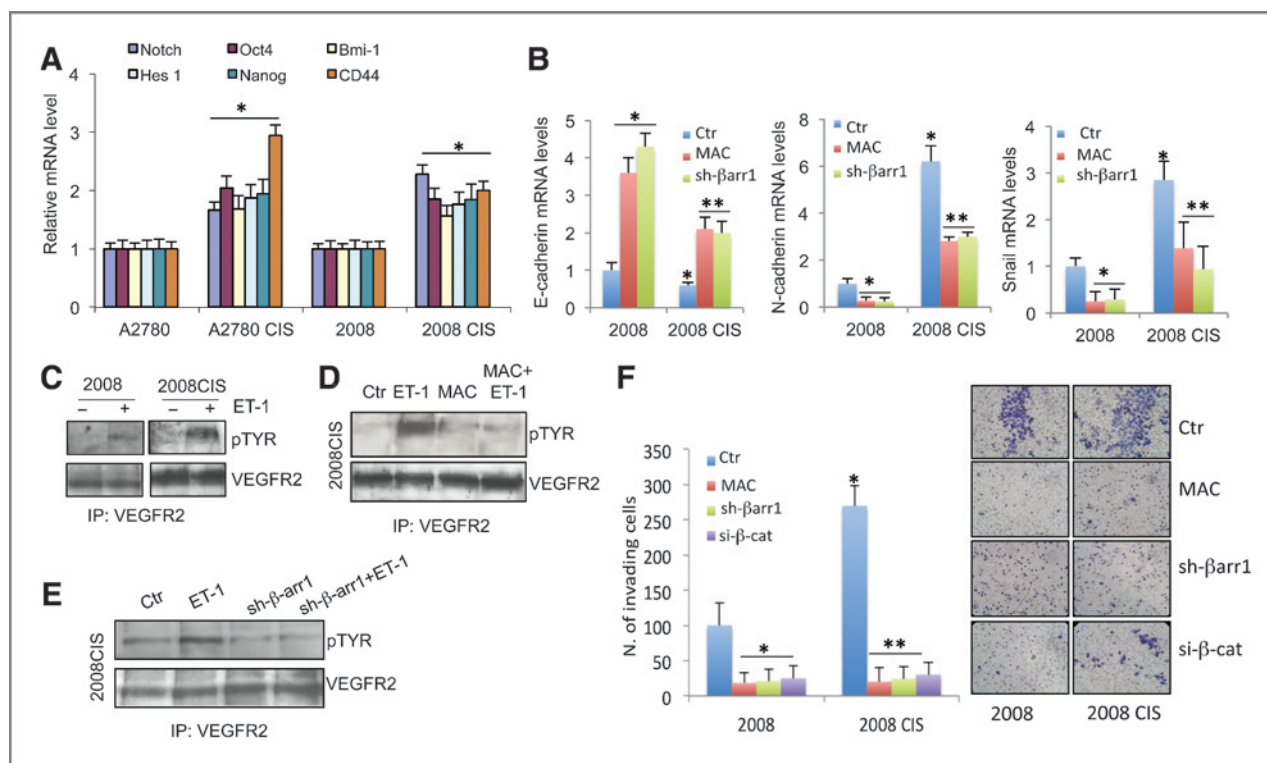 A
Notch Oct4 Bmi-1
Hes 1 Nanog CD44
Relative mRNA level
4
3
2
1
0
*
*
A2780 A2780 CIS 2008 2008 CIS
B
E-cadherin mRNA levels
5
4
3
2
1
0
*
Ctr
MAC
sh-βarr1
**
*
2008 2008 CIS
N-cadherin mRNA levels
8
6
4
3
0
Ctr
MAC
sh-βarr1
*
*
**
2008 2008 CIS
Snail mRNA levels
4
3
2
1
0
Ctr
MAC
sh-βarr1
*
*
**
2008 2008 CIS
C
2008 2008CIS
– + – + ET-1
pTYR
VEGFR2
IP: VEGFR2
D
MAC+
Ctr ET-1 MAC ET-1
2008CIS
pTYR
VEGFR2
IP: VEGFR2
E
Ctr ET-1 sh-β-arr1 sh-β-arr1+ET-1
2008CIS
pTYR
VEGFR2
IP: VEGFR2
F
N. of invading cells
350
300
250
200
150
100
50
0
Ctr
MAC
sh-βarr1
si-β-cat
*
*
**
2008 2008 CIS
Ctr
MAC
sh-βarr1
si-β-cat
2008 2008 CIS